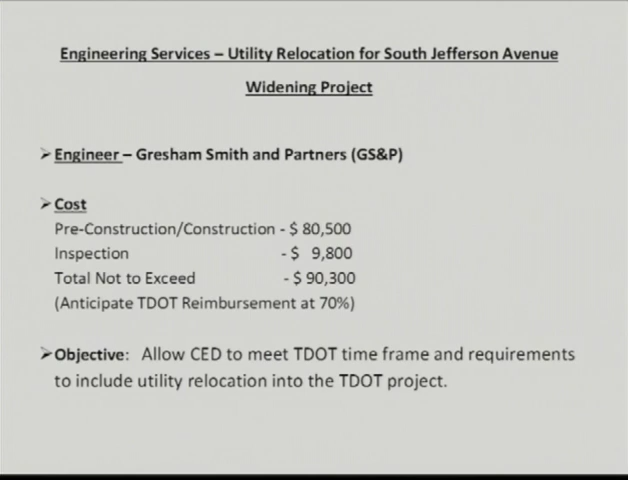 Engineering Services – Utility Relocation for South Jefferson Avenue
Widening Project
➢ Engineer – Gresham Smith and Partners (GS&P)
➢ Cost
Pre-Construction/Construction - $ 80,500
Inspection - $ 9,800
Total Not to Exceed - $ 90,300
(Anticipate TDOT Reimbursement at 70%)
➢ Objective: Allow CED to meet TDOT time frame and requirements
to include utility relocation into the TDOT project.